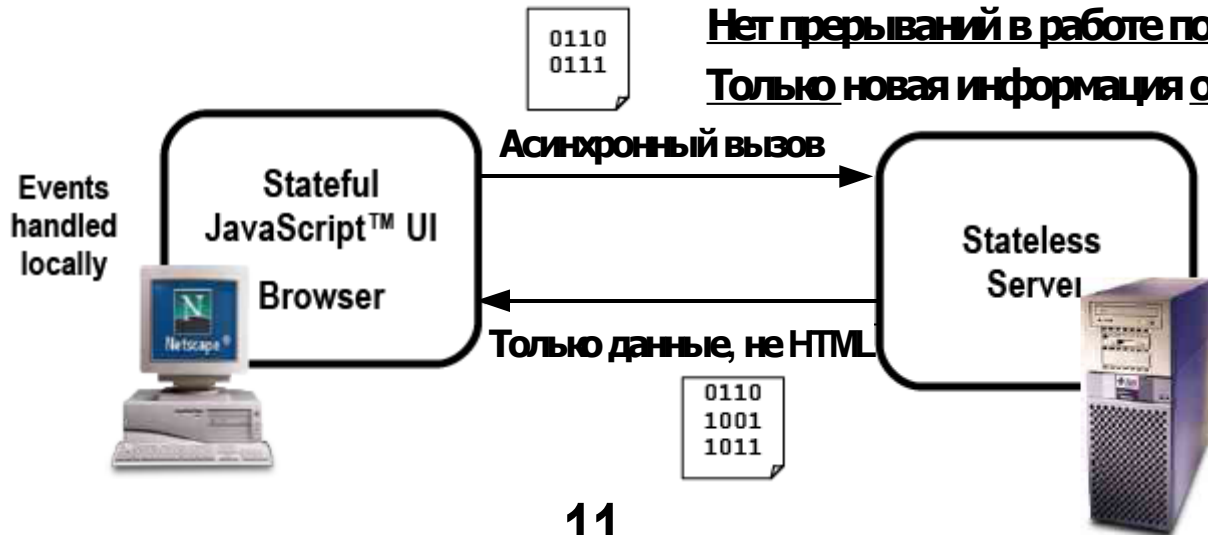 0110
0111
Нет прерываний в работе по
Только новая информация о
Асинхронный вызов
Events
handled
locally
Stateful
JavaScript™ UI
Browser
N
Netscape®
Stateless
Server
Только данные, не HTML
0110
1001
1011
11